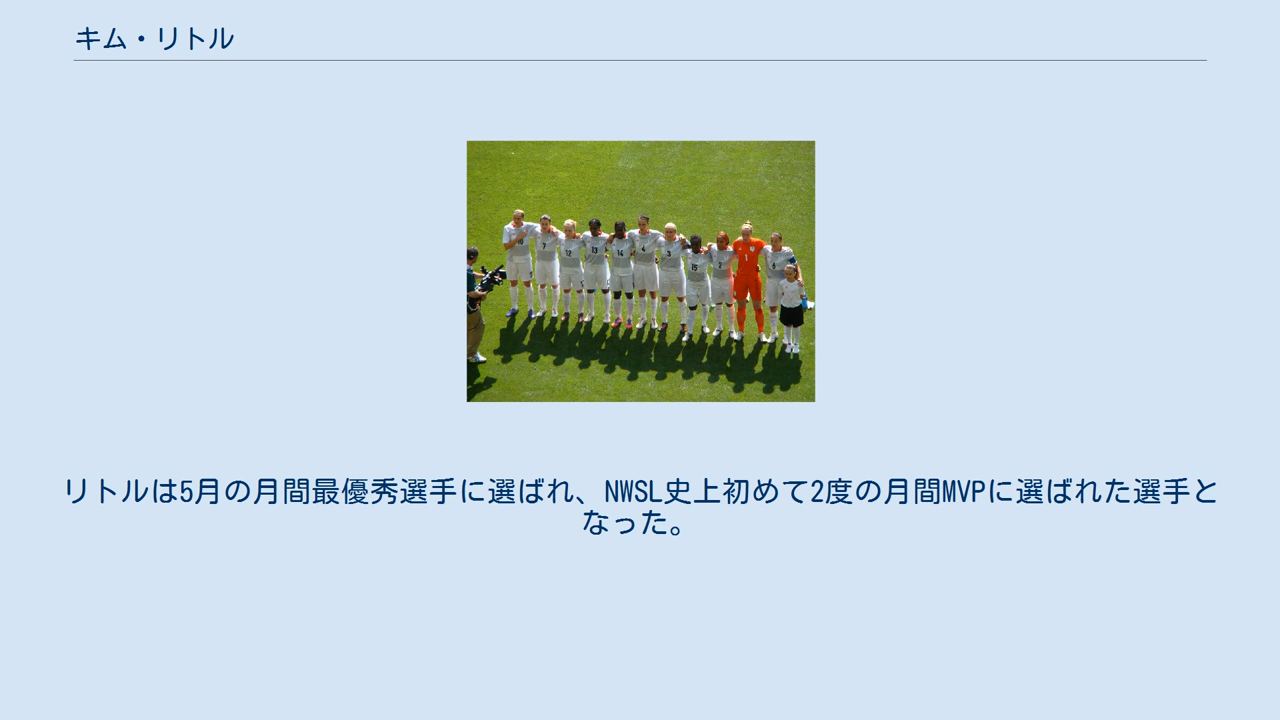 キム・リトル
リトルは5月の月間最優秀選手に選ばれ、NWSL史上初めて2度の月間MVPに選ばれた選手と
なった。